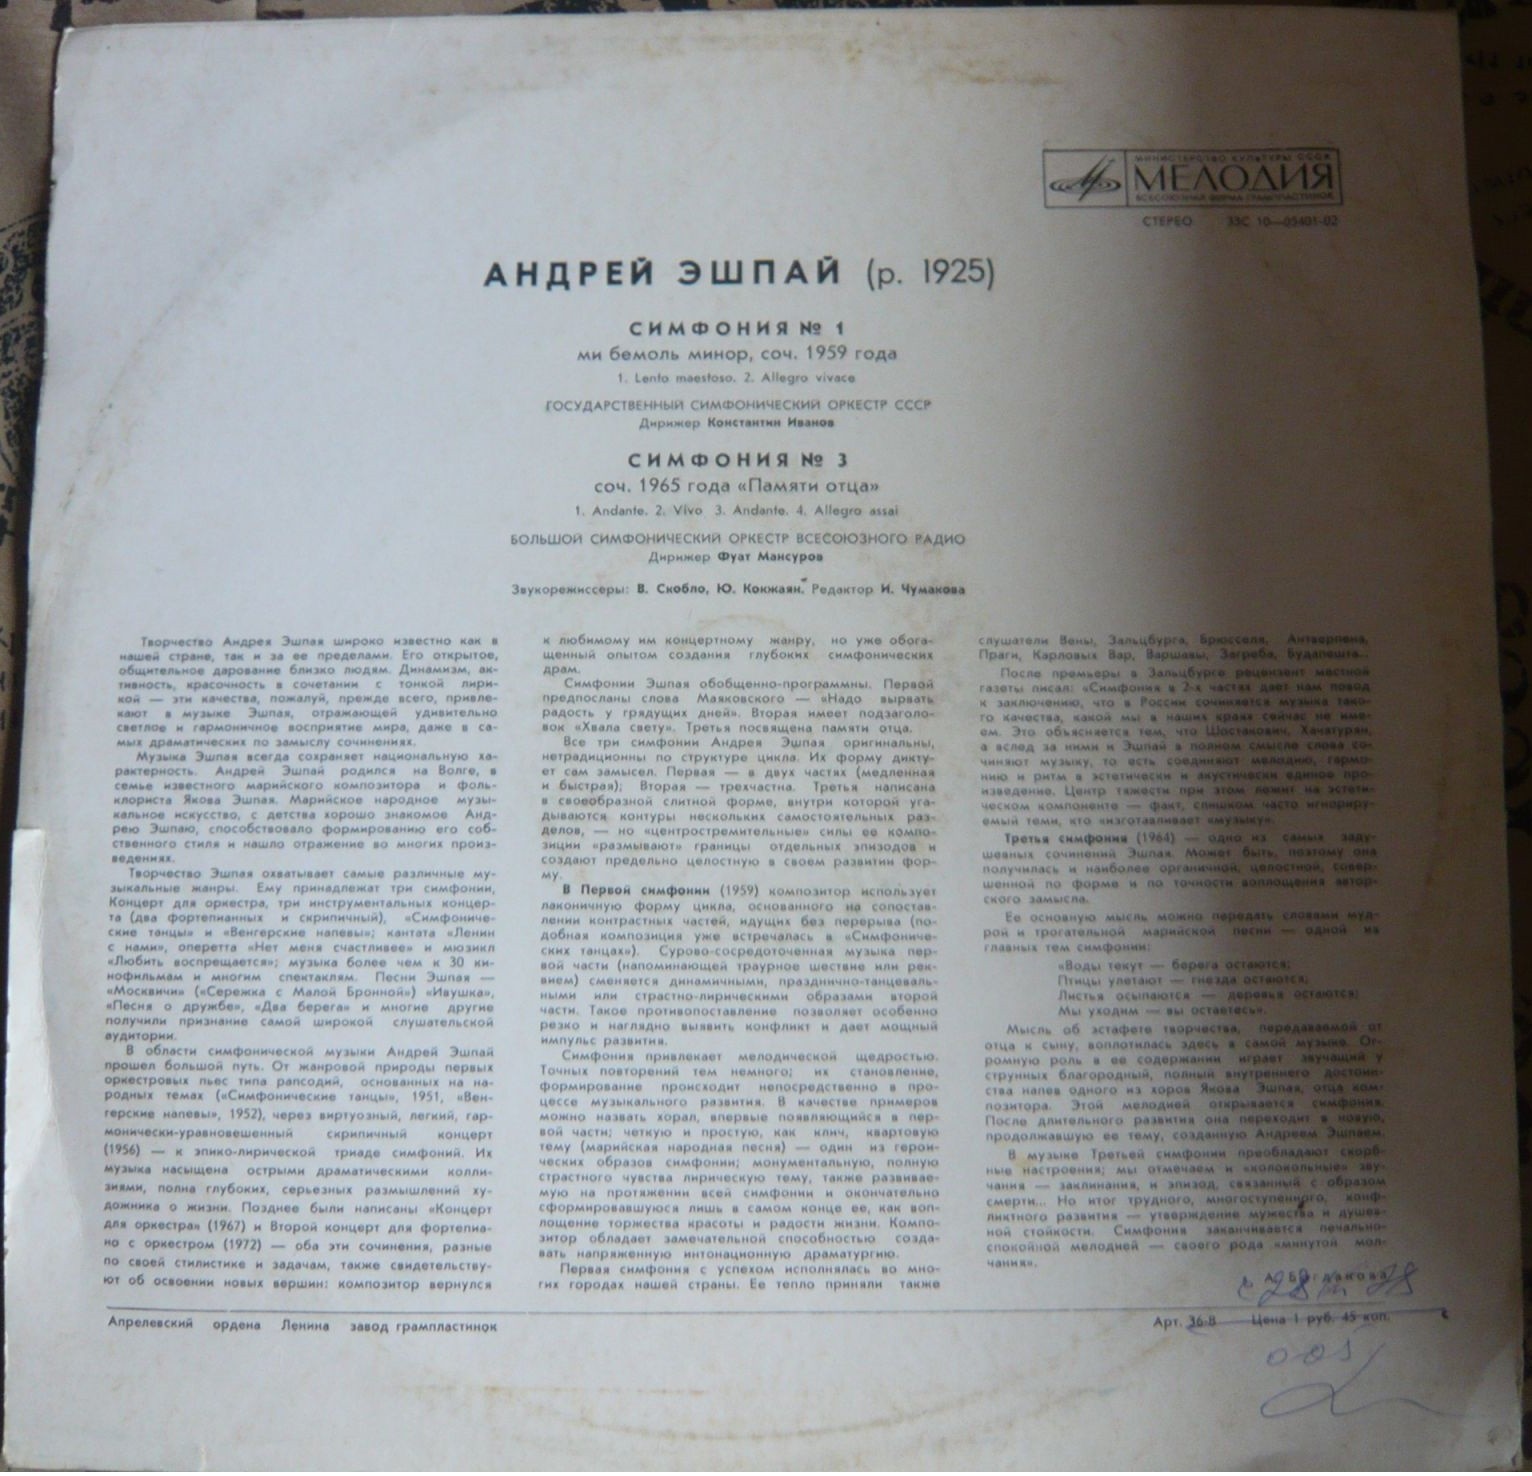 МИНИСТЕРСТВО КУЛЬТУРЫ СССР
МЕЛОДИЯ
ВСЕСОЮЗНАЯ ФИРМА ГРАМПЛАСТИНОК
СТЕРЕО 33С 10—05401-02
АНДРЕЙ ЭШПАЙ (р. 1925)
СИМФОНИЯ № 1
ми бемоль минор, соч. 1959 года
1. Lento maestoso. 2. Allegro vivace
ГОСУДАРСТВЕННЫЙ СИМФОНИЧЕСКИЙ ОРКЕСТР СССР
Дирижер Константин Иванов
СИМФОНИЯ № 3
соч. 1965 года «Памяти отца»
1. Andante. 2. Vivo 3. Andante. 4. Allegro assai
БОЛЬШОЙ СИМФОНИЧЕСКИЙ ОРКЕСТР ВСЕСОЮЗНОГО РАДИО
Дирижер Фуат Мансуров
Звукорежиссеры: В. Скобло, Ю. Кокжаян. Редактор И. Чумакова
Творчество Андрея Эшпая широко известно как в
нашей стране, так и за ее пределами. Его открытое,
общительное дарование близко людям. Динамизм, ак-
тивность, красочность в сочетании с тонкой лири-
кой — эти качества, пожалуй, прежде всего, привле-
кают в музыке Эшпая, отражающей удивительно
светлое и гармоничное восприятие мира, даже в са-
мых драматических по замыслу сочинениях.
Музыка Эшпая всегда сохраняет национальную ха-
рактерность. Андрей Эшпай родился на Волге, в
семье известного марийского композитора и фоль-
клориста Якова Эшпая. Марийское народное музы-
кальное искусство, с детства хорошо знакомое Анд-
рею Эшпаю, способствовало формированию его соб-
ственного стиля и нашло отражение во многих произ-
ведениях.
Творчество Эшпая охватывает самые различные му-
зыкальные жанры. Ему принадлежат три симфонии,
Концерт для оркестра, три инструментальных концер-
та (два фортепианных и скрипичный), «Симфониче-
ские танцы» и «Венгерские напевы»; кантата «Ленин
с нами», оперетта «Нет меня счастливее» и мюзикл
«Любить воспрещается»; музыка более чем к 30 ки-
нофильмам и многим спектаклям. Песни Эшпая —
«Москвичи» («Сережка с Малой Бронной») «Ивушка»,
«Песня о дружбе», «Два берега» и многие другие
получили признание самой широкой слушательской
аудитории.
В области симфонической музыки Андрей Эшпай
прошел большой путь. От жанровой природы первых
оркестровых пьес типа рапсодий, основанных на на-
родных темах («Симфонические танцы», 1951, «Вен-
герские напевы», 1952), через виртуозный, легкий, гар-
монически-уравновешенный скрипичный концерт
(1956) — к эпико-лирической триаде симфоний. Их
музыка насыщена острыми драматическими колли-
зиями, полна глубоких, серьезных размышлений ху-
дожника о жизни. Позднее были написаны «Концерт
для оркестра» (1967) и Второй концерт для фортепиа-
но с оркестром (1972) — оба эти сочинения, разные
по своей стилистике и задачам, также свидетельству-
ют об освоении новых вершин: композитор вернулся
к любимому им концертному жанру, но уже обога-
щенный опытом создания глубоких симфонических
драм.
Симфонии Эшпая обобщенно-программны. Первой
предпосланы слова Маяковского — «Надо вырвать
радость у грядущих дней». Вторая имеет подзаголо-
вок «Хвала свету». Третья посвящена памяти отца.
Все три симфонии Андрея Эшпая оригинальны,
нетрадиционны по структуре цикла. Их форму дикту-
ет сам замысел. Первая — в двух частях (медленная
и быстрая); Вторая — трехчастна. Третья написана
в своеобразной слитной форме, внутри которой уга-
дываются контуры нескольких самостоятельных раз-
делов, — но «центростремительные» силы ее компо-
зиции «размывают» границы отдельных эпизодов и
создают предельно целостную в своем развитии фор-
му.
В Первой симфонии (1959) композитор использует
лаконичную форму цикла, основанного на сопостав-
лении контрастных частей, идущих без перерыва (по-
добная композиция уже встречалась в «Симфониче-
ских танцах»). Сурово-сосредоточенная музыка пер-
вой части (напоминающей траурное шествие или рек-
вием) сменяется динамичными, празднично-танцеваль-
ными или страстно-лирическими образами второй
части. Такое противопоставление позволяет особенно
резко и наглядно выявить конфликт и дает мощный
импульс развития.
Симфония привлекает мелодической щедростью.
Точных повторений тем немного; их становление,
формирование происходит непосредственно в про-
цессе музыкального развития. В качестве примеров
можно назвать хорал, впервые появляющийся в пер-
вой части; четкую и простую, как клич, квартовую
тему (марийская народная песня) — один из герои-
ческих образов симфонии; монументальную, полную
страстного чувства лирическую тему, также развивае-
мую на протяжении всей симфонии и окончательно
сформировавшуюся лишь в самом конце ее, как воп-
лощение торжества красоты и радости жизни. Компо-
зитор обладает замечательной способностью созда-
вать напряженную интонационную драматургию.
Первая симфония с успехом исполнялась во мно-
гих городах нашей страны. Ее тепло приняли также
слушатели Вены, Зальцбурга, Брюсселя, Антверпена,
Праги, Карловых Вар, Варшавы, Загреба, Будапешта...
После премьеры в Зальцбурге рецензент местной
газеты писал: «Симфония в 2-х частях дает нам повод
к заключению, что в России сочиняется музыка тако-
го качества, какой мы в наших краях сейчас не име-
ем. Это объясняется тем, что Шостакович, Хачатурян,
а вслед за ними и Эшпай в полном смысле слова со-
чиняют музыку, то есть соединяют мелодию, гармо-
нию и ритм в эстетически и акустически единое про-
изведение. Центр тяжести при этом лежит на эстети-
ческом компоненте — факт, слишком часто игнориру-
емый теми, кто «изготавливает «музыку».
Третья симфония (1964) — одно из самых заду-
шевных сочинений Эшпая. Может быть, поэтому она
получилась и наиболее органичной, целостной, совер-
шенной по форме и по точности воплощения автор-
ского замысла.
Ее основную мысль можно передать словами муд-
рой и трогательной марийской песни — одной из
главных тем симфонии:
«Воды текут — берега остаются;
Птицы улетают — гнезда остаются;
Листья осыпаются — деревья остаются;
Мы уходим — вы остаетесь».
Мысль об эстафете творчества, передаваемой от
отца к сыну, воплотилась здесь в самой музыке. Ог-
ромную роль в ее содержании играет звучащий у
струнных благородный, полный внутреннего достоин-
ства напев одного из хоров Якова Эшпая, отца ком-
позитора. Этой мелодией открывается симфония.
После длительного развития она переходит в новую,
продолжавшую ее тему, созданную Андреем Эшпаем.
В музыке Третьей симфонии преобладают скорб-
ные настроения; мы отмечаем и «колокольные» зву-
чания — заклинания, и эпизод, связанный с образом
смерти... Но итог трудного, многоступенного, конф-
ликтного развития — утверждение мужества и душев-
ной стойкости. Симфония заканчивается печально-
спокойной мелодией — своего рода «минутой мол-
чания».
А. Богданова
Апрелевский ордена Ленина завод грампластинок
Арт. 36-8 Цена 1 руб. 45 коп.